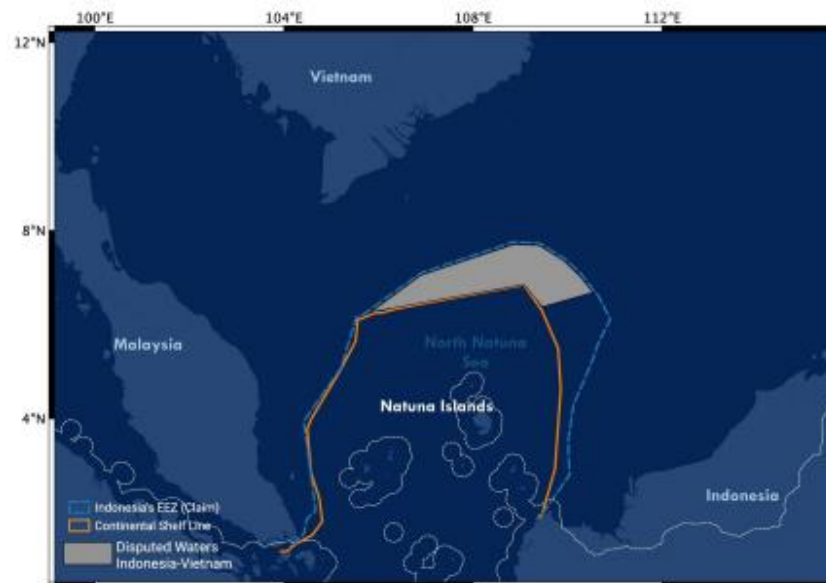 100°E 104°E 108°E 112°E
12°N
Vietnam
8°N
Malaysia
North Natuna
Sea
4°N
Natuna Islands
Indonesia
Indonesia's EEZ (Claim)
Continental Shelf Line
Disputed Waters
Indonesia-Vietnam